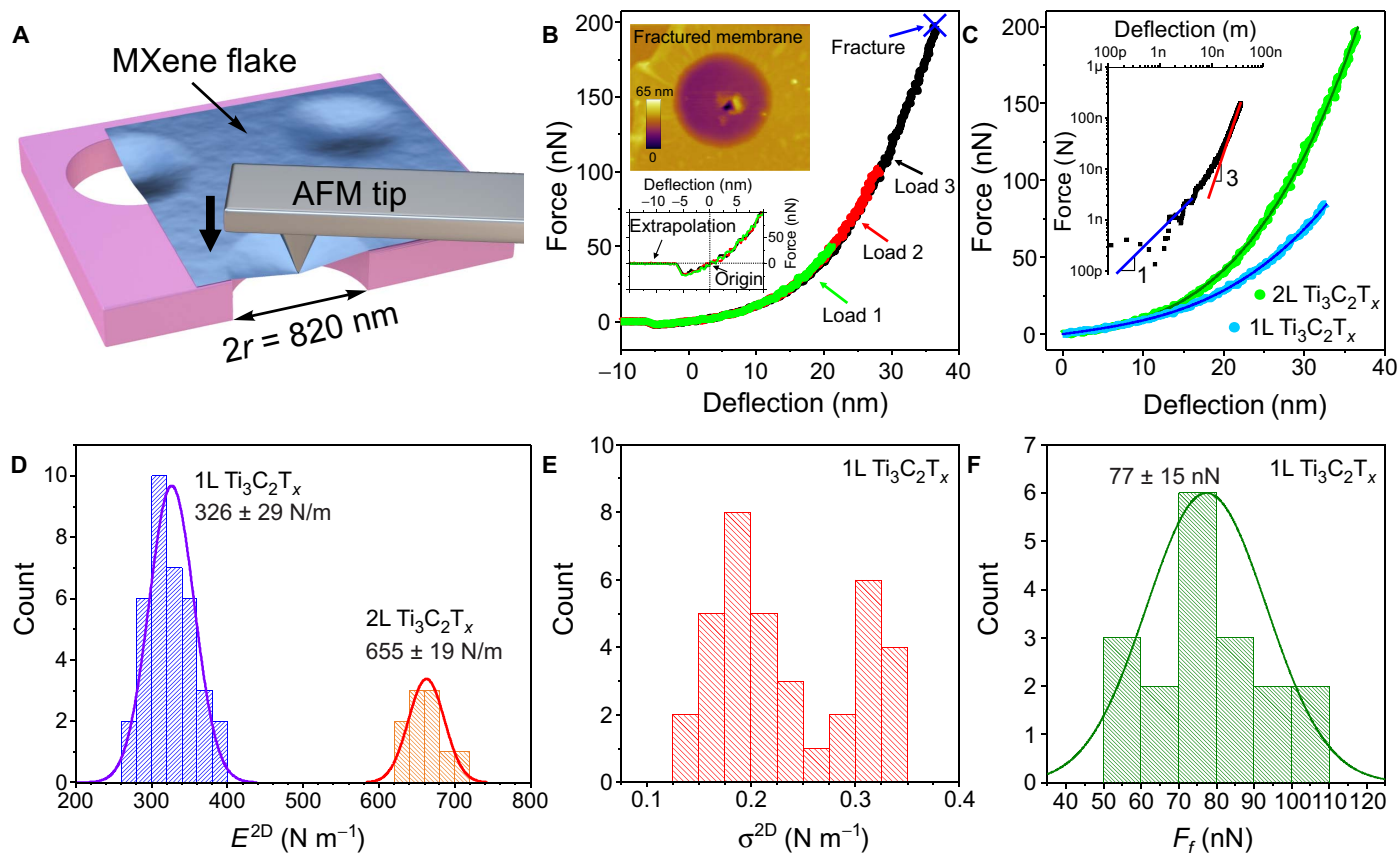 A
MXene flake
AFM tip
2r = 820 nm
B
200
150
100
50
0
Force (nN)
−10
0
10
20
30
40
Deflection (nm)
Fractured membrane
65 nm
0
Fracture
Load 3
Load 2
Load 1
Deflection (nm)
−10
−5
0
5
10
Extrapolation
Origin
50
0
Force (nN)
C
200
150
100
50
0
Force (nN)
0
10
20
30
40
Deflection (nm)
Deflection (m)
100p
1n
10n
100n
1µ
100n
10n
1n
100p
Force (N)
3
1
2L Ti₃C₂Tₓ
1L Ti₃C₂Tₓ
D
10
8
6
4
2
0
Count
1L Ti₃C₂Tₓ
326 ± 29 N/m
2L Ti₃C₂Tₓ
655 ± 19 N/m
200
300
400
500
600
700
800
E²ᴰ (N m⁻¹)
E
10
8
6
4
2
0
Count
1L Ti₃C₂Tₓ
0.1
0.2
0.3
0.4
σ²ᴰ (N m⁻¹)
F
7
6
5
4
3
2
1
0
Count
77 ± 15 nN
1L Ti₃C₂Tₓ
40
50
60
70
80
90
100
110
120
F_f (nN)